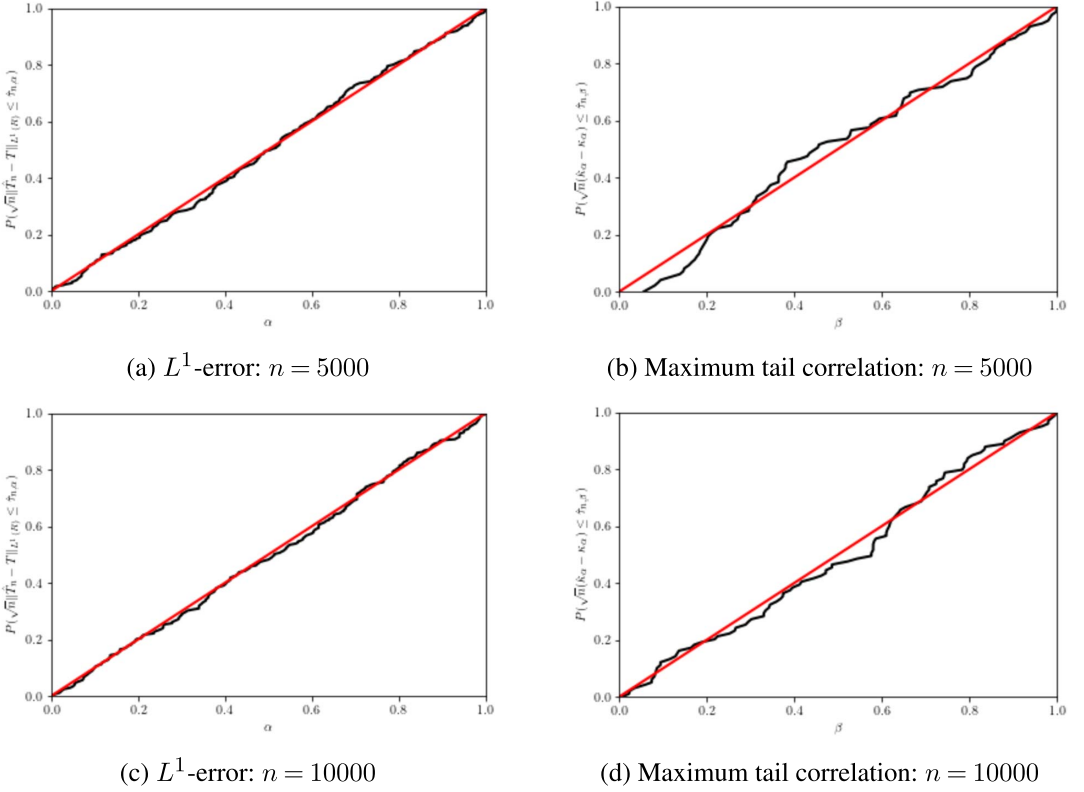 1.0
0.8
0.6
0.4
0.2
0.0
P(√n||T̂n − T||L¹(R) ≤ τ̂n,α)
0.0 0.2 0.4 0.6 0.8 1.0
α
(a) L¹-error: n = 5000
1.0
0.8
0.6
0.4
0.2
0.0
P(√n(κ̂α − κα) ≤ τ̂n,β)
0.0 0.2 0.4 0.6 0.8 1.0
β
(b) Maximum tail correlation: n = 5000
1.0
0.8
0.6
0.4
0.2
0.0
P(√n||T̂n − T||L¹(R) ≤ τ̂n,α)
0.0 0.2 0.4 0.6 0.8 1.0
α
(c) L¹-error: n = 10000
1.0
0.8
0.6
0.4
0.2
0.0
P(√n(κ̂α − κα) ≤ τ̂n,β)
0.0 0.2 0.4 0.6 0.8 1.0
β
(d) Maximum tail correlation: n = 10000